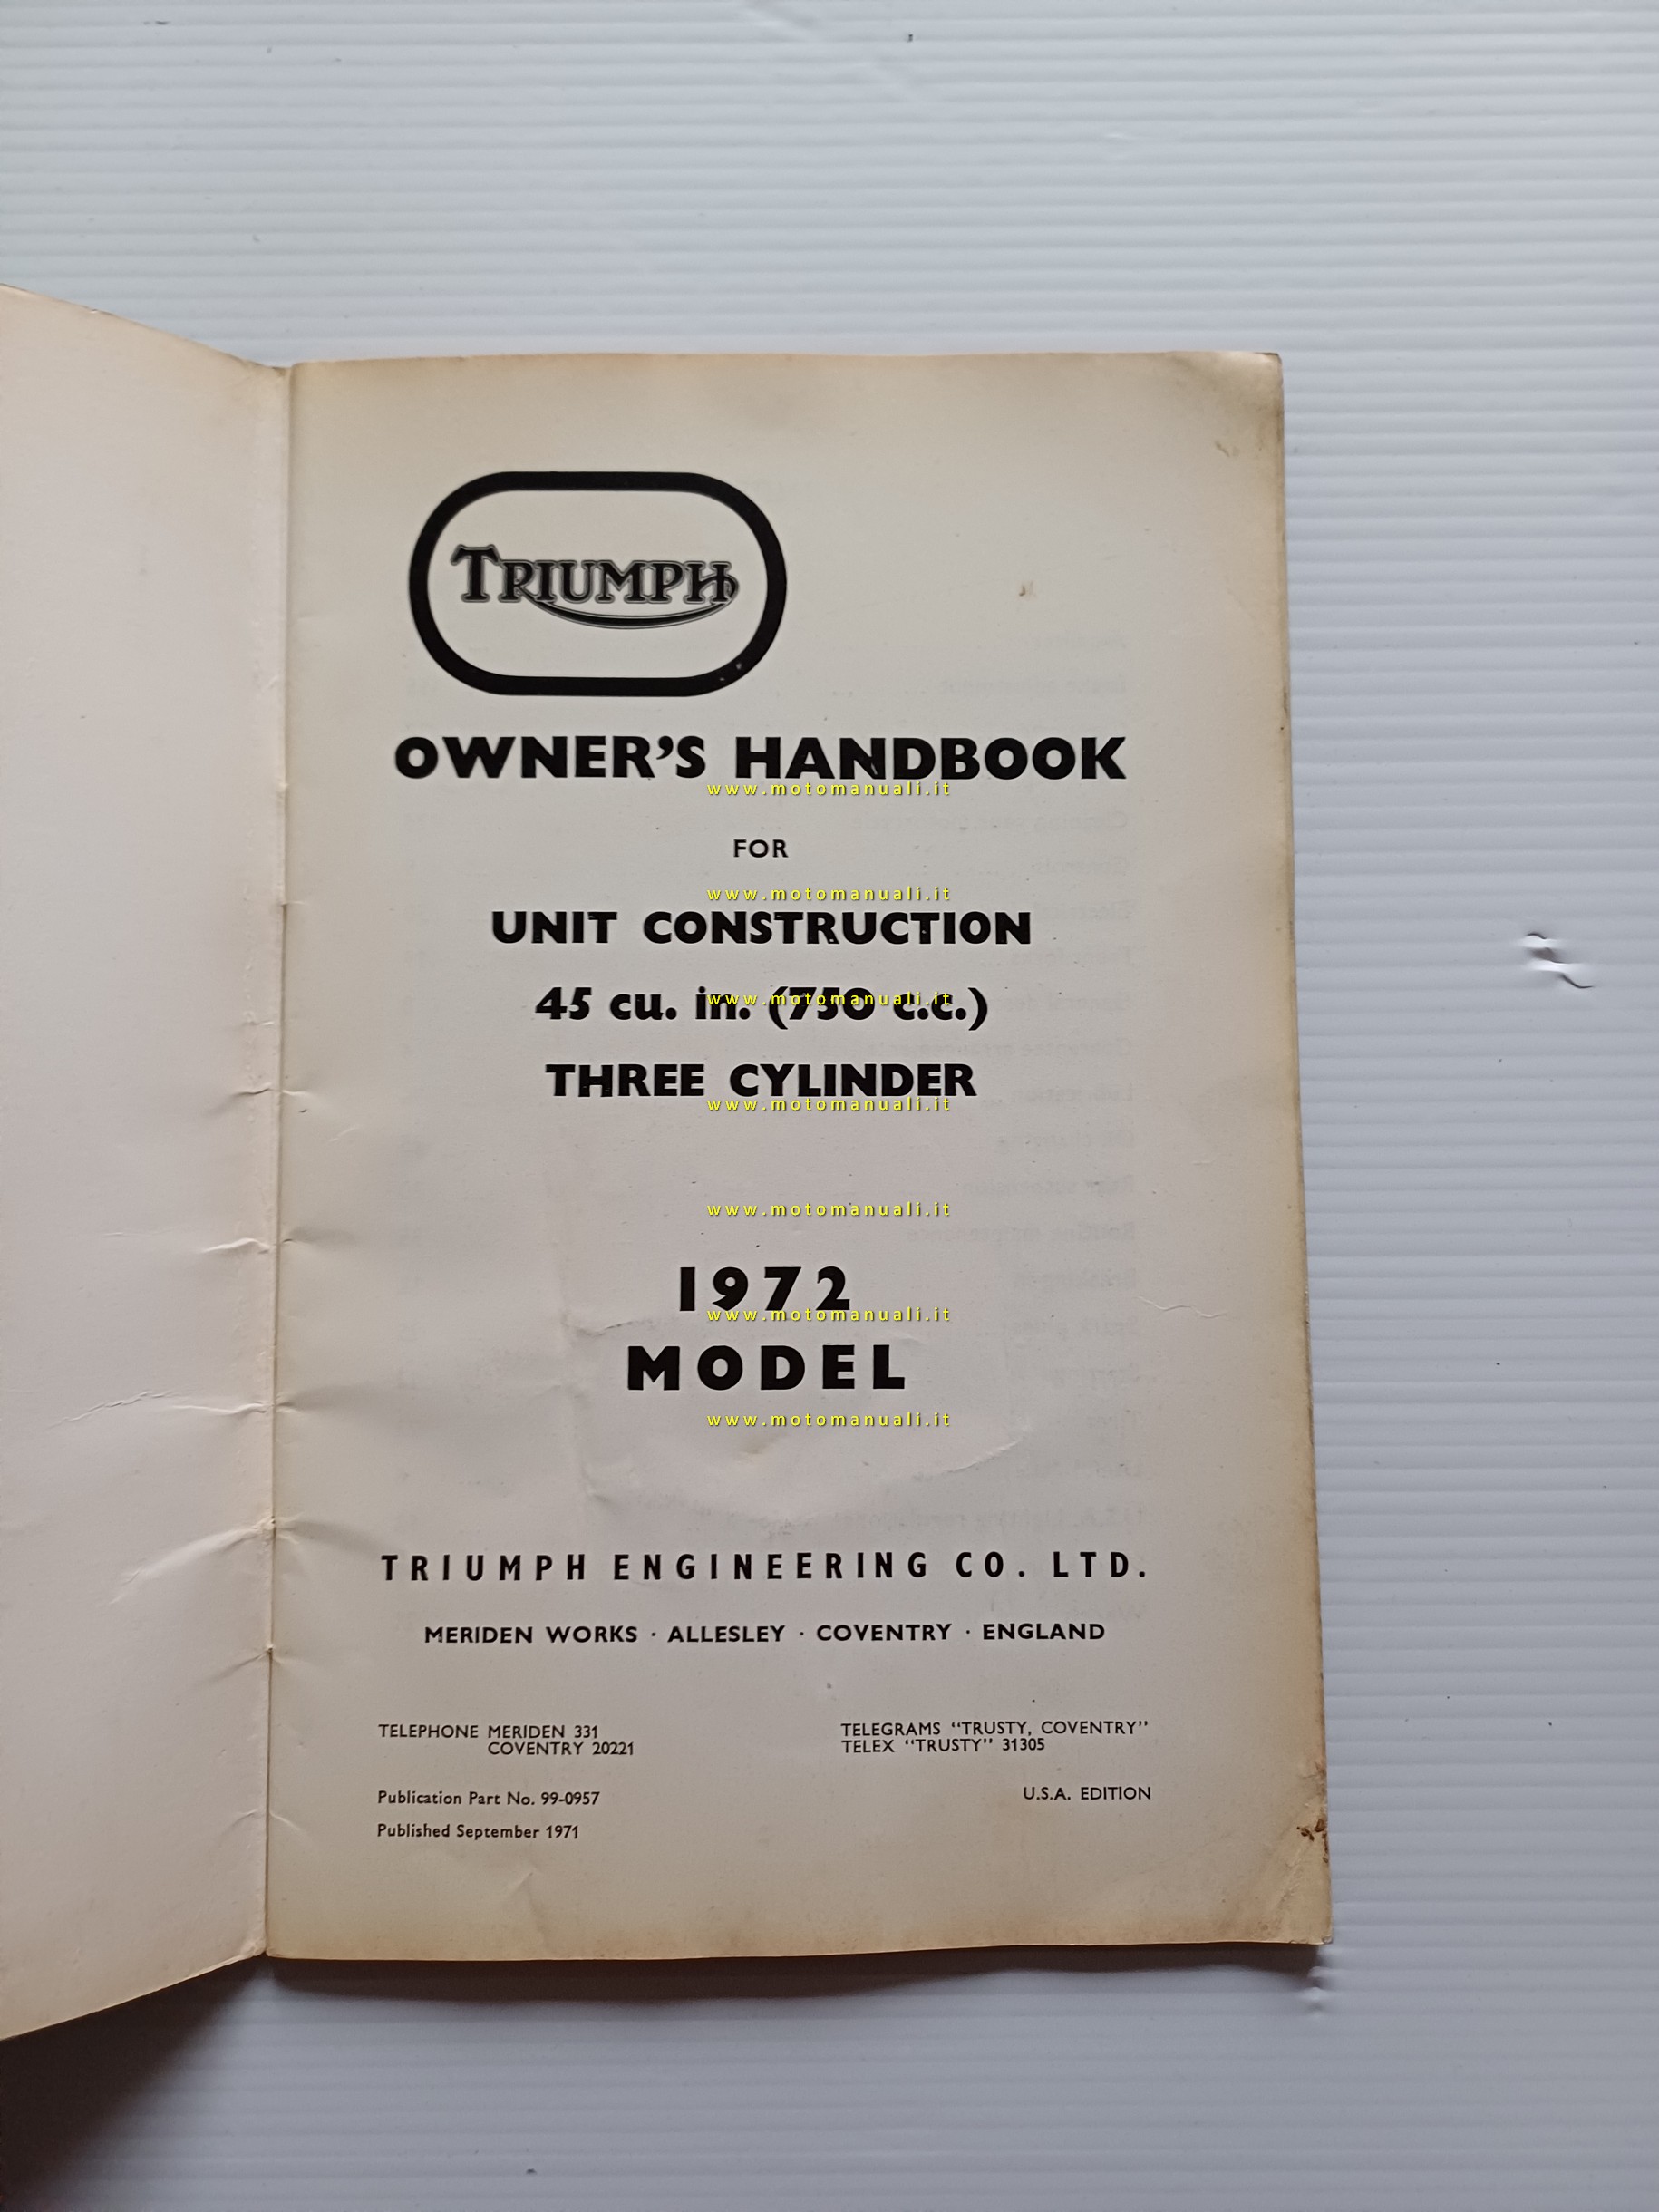 TRIUMPH
OWNER'S HANDBOOK
www.motomanuali.it
FOR
www.motomanuali.it
UNIT CONSTRUCTION
45 cu. in. (750 c.c.)
www.motomanuali.it
THREE CYLINDER
www.motomanuali.it
www.motomanuali.it
1972
www.motomanuali.it
MODEL
www.motomanuali.it
TRIUMPH ENGINEERING CO. LTD.
MERIDEN WORKS · ALLESLEY · COVENTRY · ENGLAND
TELEPHONE MERIDEN 331
COVENTRY 20221
TELEGRAMS "TRUSTY, COVENTRY"
TELEX "TRUSTY" 31305
Publication Part No. 99-0957
U.S.A. EDITION
Published September 1971